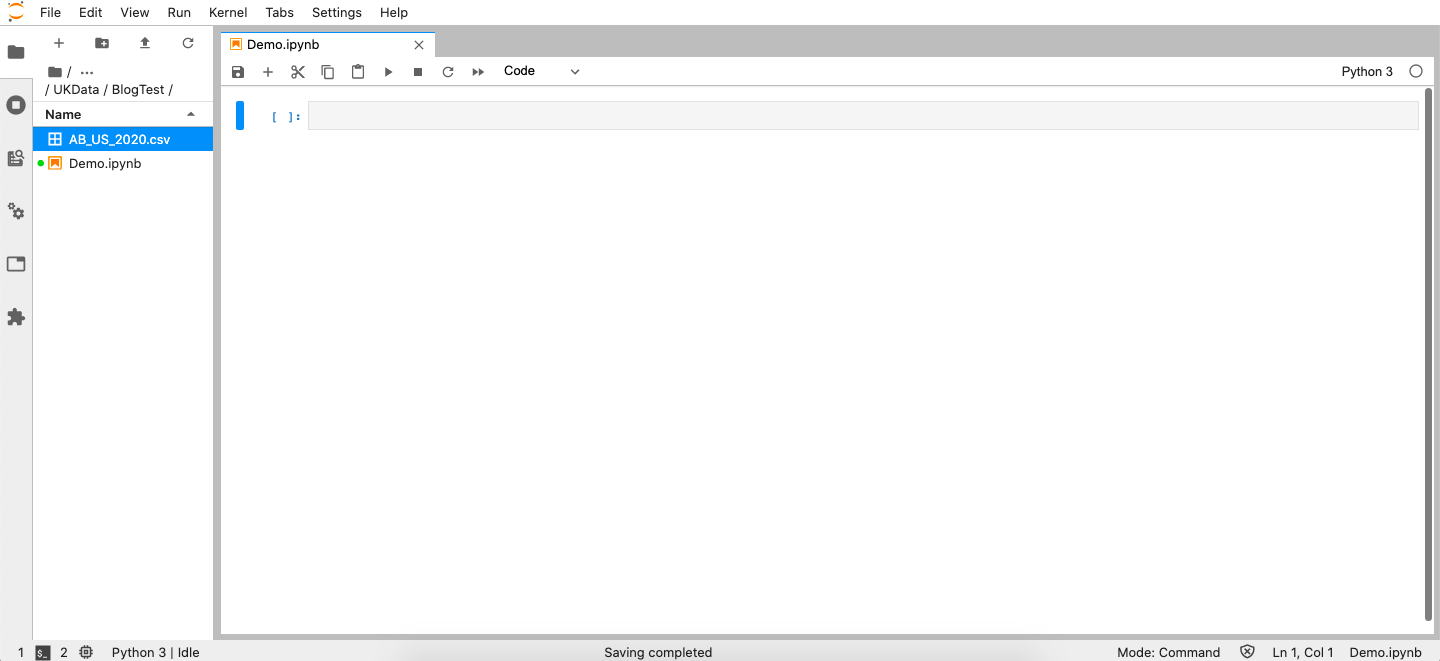 File Edit View Run Kernel Tabs Settings Help
/ ...
/ UKData / BlogTest /
Name
AB_US_2020.csv
Demo.ipynb
Demo.ipynb
Code
Python 3
[ ]:
1 $_ 2 Python 3 | Idle Saving completed Mode: Command Ln 1, Col 1 Demo.ipynb